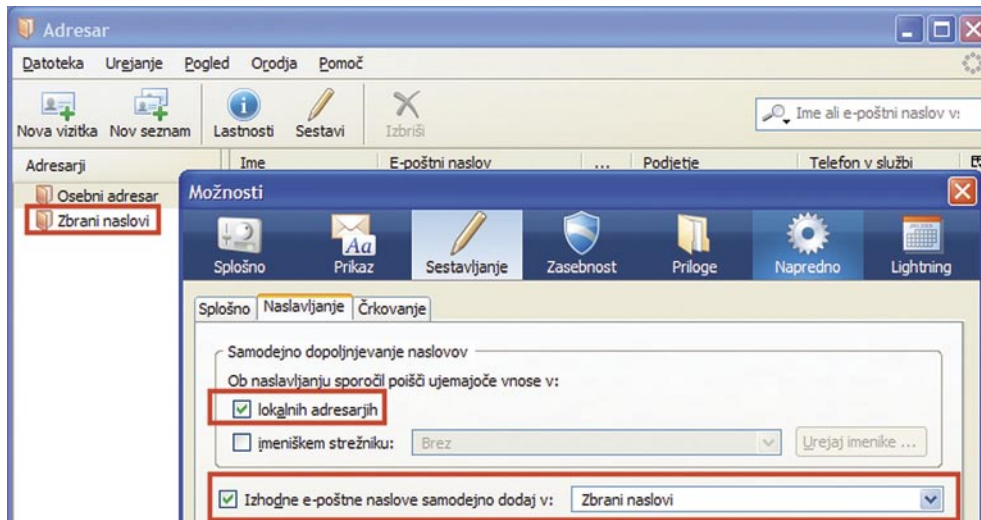 Adresar
Datoteka Urejanje Pogled Orodja Pomoč
Nova vizitka Nov seznam Lastnosti Sestavi Izbriši
Ime ali e-poštni naslov v:
Adresarji Ime E-poštni naslov ... Podjetje Telefon v službi
Osebni adresar
Zbrani naslovi
Možnosti
Splošno Prikaz Sestavljanje Zasebnost Priloge Napredno Lightning
Splošno Naslavljanje Črkovanje
Samodejno dopoljnjevanje naslovov
Ob naslavljanju sporočil poišči ujemajoče vnose v:
lokalnih adresarjih
imeniškem strežniku: Brez Urejaj imenike ...
Izhodne e-poštne naslove samodejno dodaj v: Zbrani naslovi